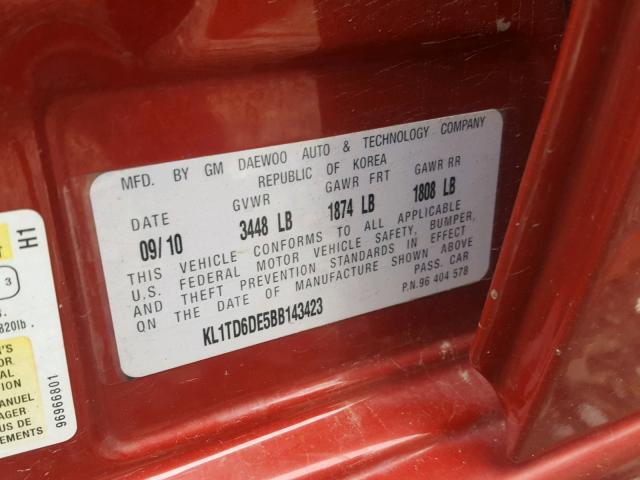 MFD. BY GM DAEWOO AUTO & TECHNOLOGY COMPANY
REPUBLIC OF KOREA
DATE GVWR GAWR FRT GAWR RR
09/10 3448 LB 1874 LB 1808 LB
THIS VEHICLE CONFORMS TO ALL APPLICABLE
U.S. FEDERAL MOTOR VEHICLE SAFETY, BUMPER,
AND THEFT PREVENTION STANDARDS IN EFFECT
ON THE DATE OF MANUFACTURE SHOWN ABOVE
PASS. CAR
KL1TD6DE5BB143423 P.N.96 404 578
H1
3
820lb.
96966801